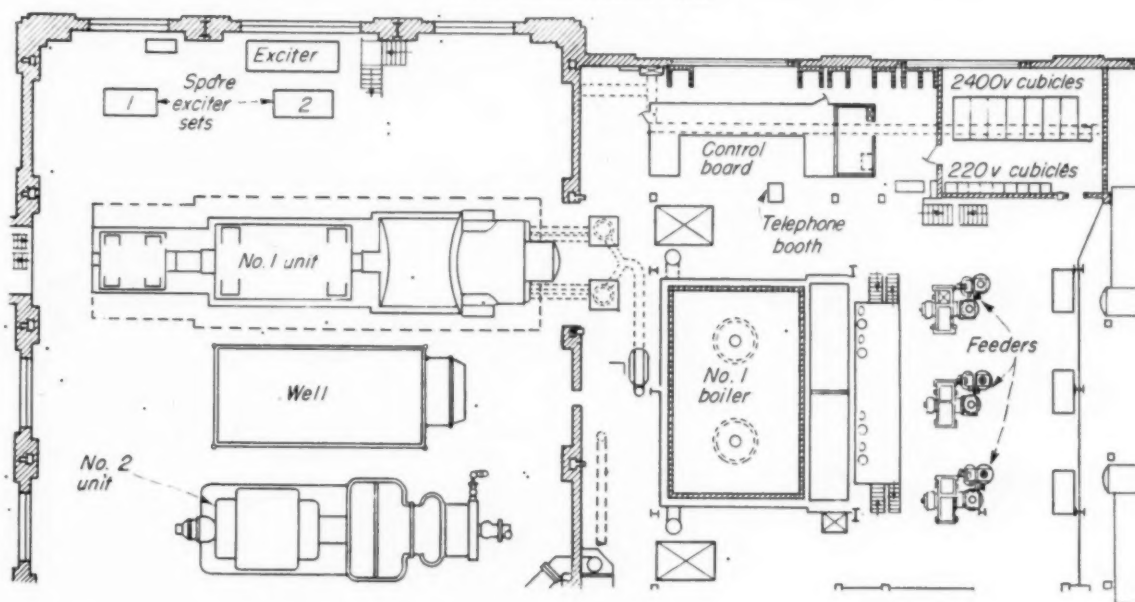 Exciter
Spare
exciter
sets
1
2
2400v cubicles
Control
board
220 v cubicles
Telephone
booth
No. 1 unit
Feeders
No. 1
boiler
Well
No. 2
unit